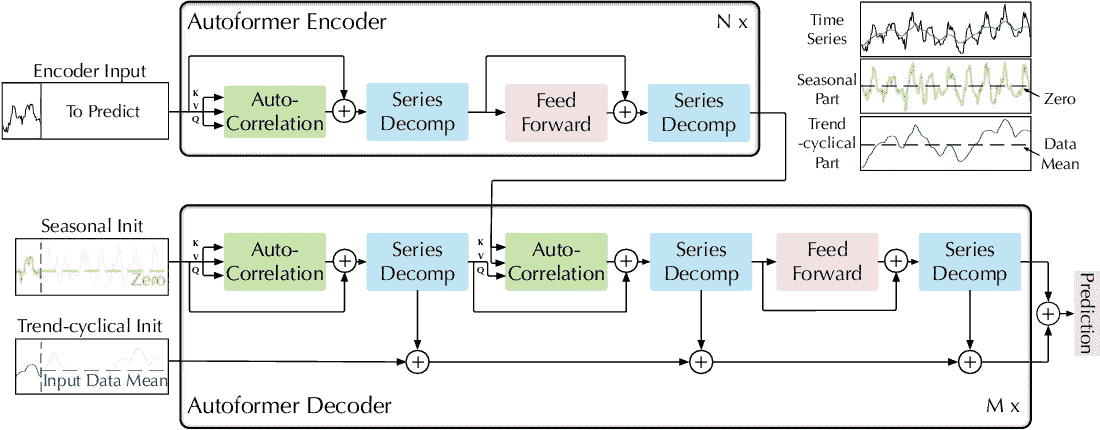 Autoformer Encoder
N x
Encoder Input
To Predict
K
V
Q
Auto-
Correlation
+
Series
Decomp
Feed
Forward
+
Series
Decomp
Time
Series
Seasonal
Part
Zero
Trend
-cyclical
Part
Data
Mean
Seasonal Init
Zero
K
V
Q
Auto-
Correlation
+
Series
Decomp
K
V
Q
Auto-
Correlation
+
Series
Decomp
Feed
Forward
+
Series
Decomp
+
Prediction
Trend-cyclical Init
Input Data Mean
+
+
+
Autoformer Decoder
M x